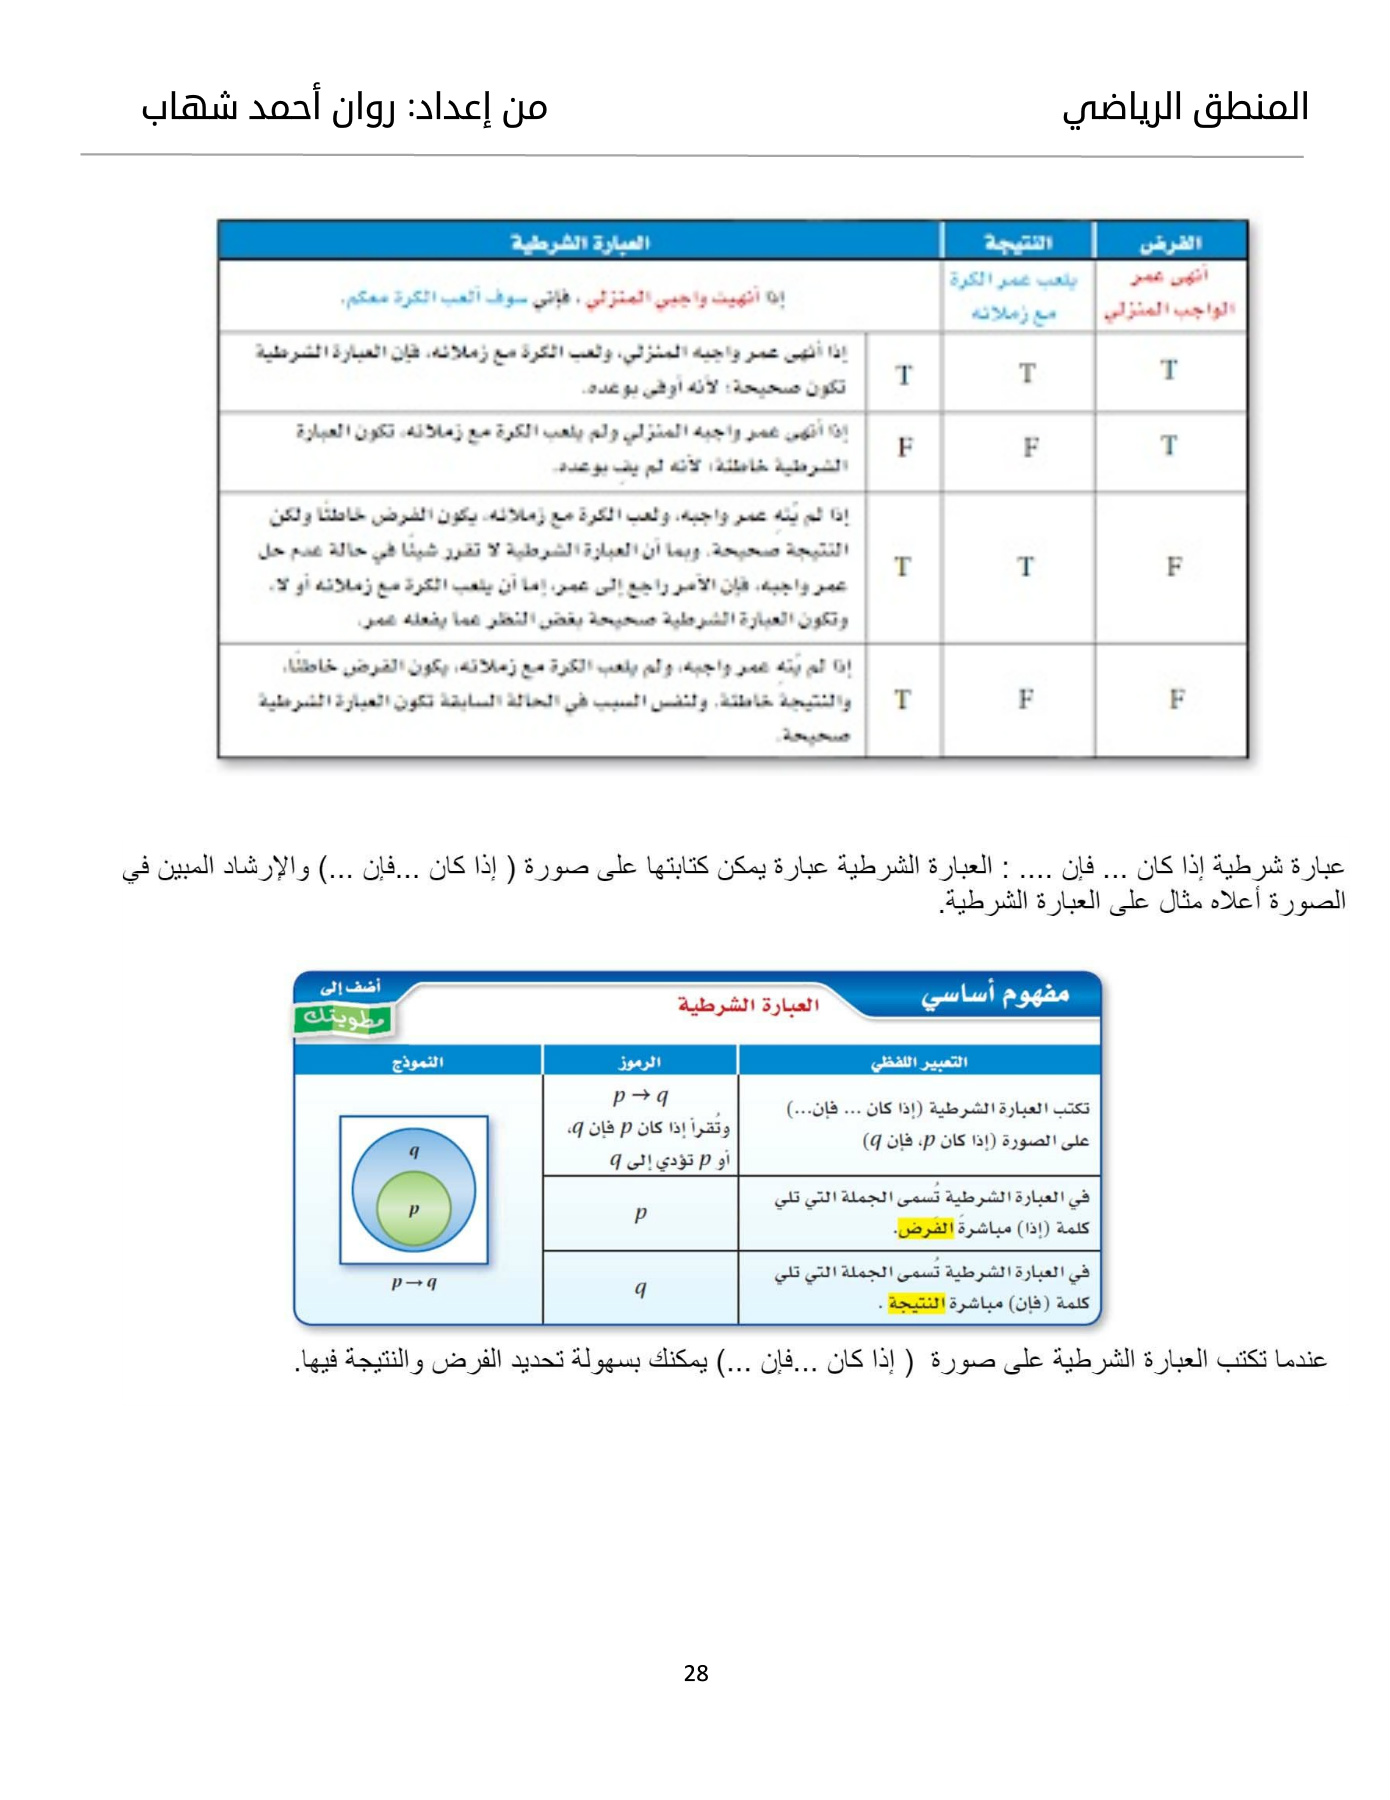 المنطق الرياضي
من إعداد: روان أحمد شهاب
الفرض النتيجة العبارة الشرطية
أنهى عمر
الواجب المنزلي
يلعب عمر الكرة
مع زملائه
إذا أنهيت واجبي المنزلي ، فإني سوف ألعب الكرة معكم.
T T T
إذا أنهى عمر واجبه المنزلي، ولعب الكرة مع زملائه، فإن العبارة الشرطية
تكون صحيحة؛ لأنه أوفى بوعده.
T F F
إذا أنهى عمر واجبه المنزلي ولم يلعب الكرة مع زملائه، تكون العبارة
الشرطية خاطئة؛ لأنه لم يفِ بوعده.
F T T
إذا لم يُنهِ عمر واجبه، ولعب الكرة مع زملائه، يكون الفرض خاطئًا ولكن
النتيجة صحيحة. وبما أن العبارة الشرطية لا تقرر شيئًا في حالة عدم حل
عمر واجبه، فإن الأمر راجع إلى عمر، إما أن يلعب الكرة مع زملائه أو لا،
وتكون العبارة الشرطية صحيحة بغض النظر عما يفعله عمر.
F F T
إذا لم يُنهِ عمر واجبه، ولم يلعب الكرة مع زملائه، يكون الفرض خاطئًا،
والنتيجة خاطئة. ولنفس السبب في الحالة السابقة تكون العبارة الشرطية
صحيحة.
عبارة شرطية إذا كان ... فإن .... : العبارة الشرطية عبارة يمكن كتابتها على صورة ( إذا كان ...فإن ...) والإرشاد المبين في
الصورة أعلاه مثال على العبارة الشرطية.
مفهوم أساسي
العبارة الشرطية
أضف إلى
مطويتك
التعبير اللفظي الرموز النموذج
تكتب العبارة الشرطية (إذا كان ... فإن...)
على الصورة (إذا كان p، فإن q)
p → q
وتُقرأ إذا كان p فإن q،
أو p تؤدي إلى q
في العبارة الشرطية تُسمى الجملة التي تلي
كلمة (إذا) مباشرةً الفَرض.
p
في العبارة الشرطية تُسمى الجملة التي تلي
كلمة (فإن) مباشرة النتيجة .
q
q
p
p → q
عندما تكتب العبارة الشرطية على صورة ( إذا كان ...فإن ...) يمكنك بسهولة تحديد الفرض والنتيجة فيها.
28